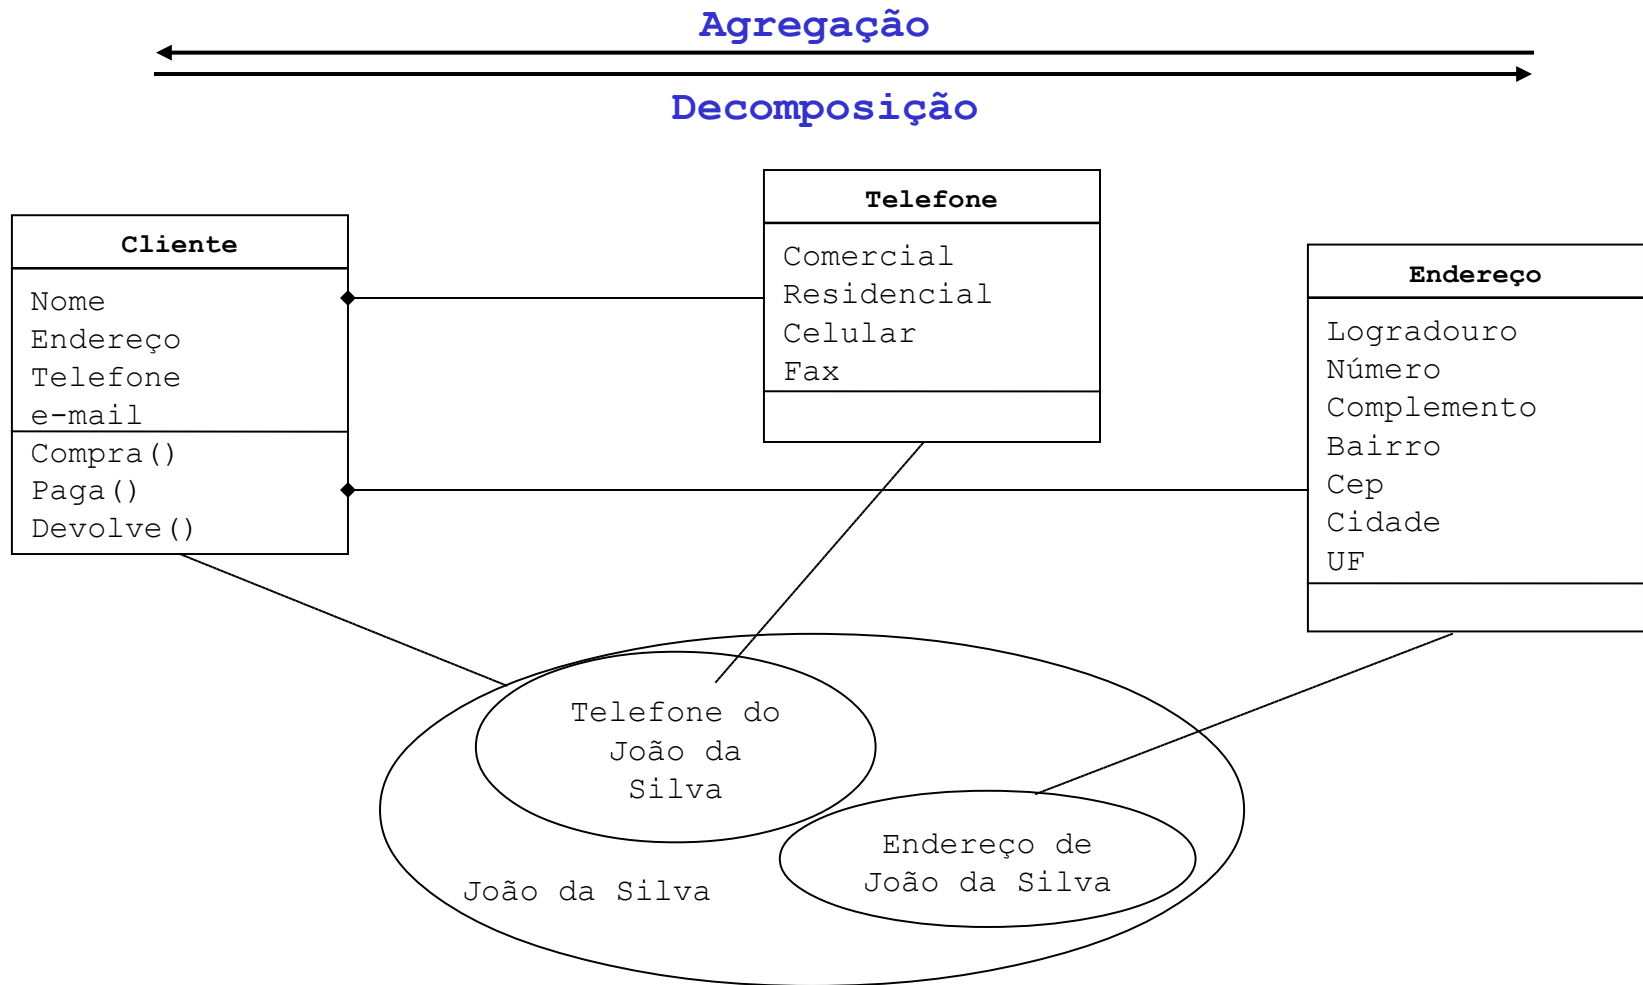 Agregação
Decomposição
Cliente
Nome
Endereço
Telefone
e-mail
Compra()
Paga()
Devolve()
Telefone
Comercial
Residencial
Celular
Fax
Endereço
Logradouro
Número
Complemento
Bairro
Cep
Cidade
UF
Telefone do
João da
Silva
Endereço de
João da Silva
João da Silva